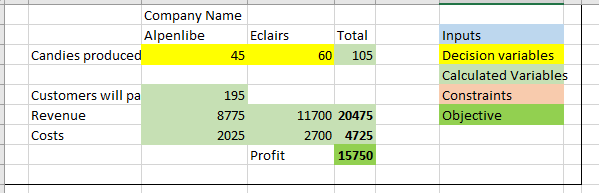 Company Name
Alpenlibe Eclairs Total Inputs
Candies produced 45 60 105 Decision variables
Calculated Variables
Customers will pa 195 Constraints
Revenue 8775 11700 20475 Objective
Costs 2025 2700 4725
Profit 15750